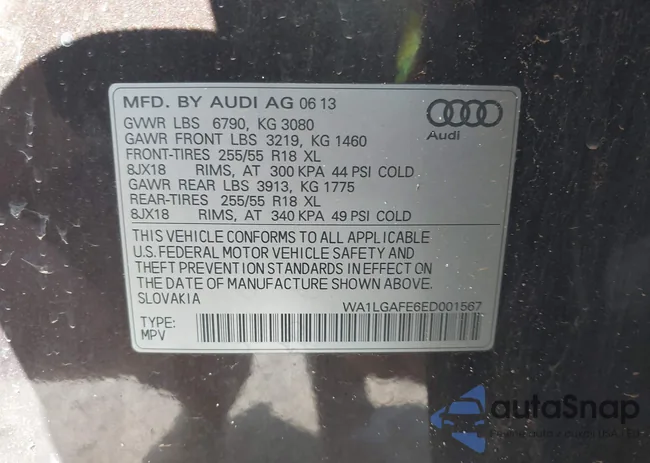 MFD. BY AUDI AG 06 13
GVWR LBS 6790, KG 3080
GAWR FRONT LBS 3219, KG 1460
FRONT-TIRES 255/55 R18 XL
8JX18 RIMS, AT 300 KPA 44 PSI COLD
GAWR REAR LBS 3913, KG 1775
REAR-TIRES 255/55 R18 XL
8JX18 RIMS, AT 340 KPA 49 PSI COLD
Audi
THIS VEHICLE CONFORMS TO ALL APPLICABLE
U.S. FEDERAL MOTOR VEHICLE SAFETY AND
THEFT PREVENTION STANDARDS IN EFFECT ON
THE DATE OF MANUFACTURE SHOWN ABOVE.
SLOVAKIA
WA1LGAFE6ED001567
TYPE:
MPV
autaSnap